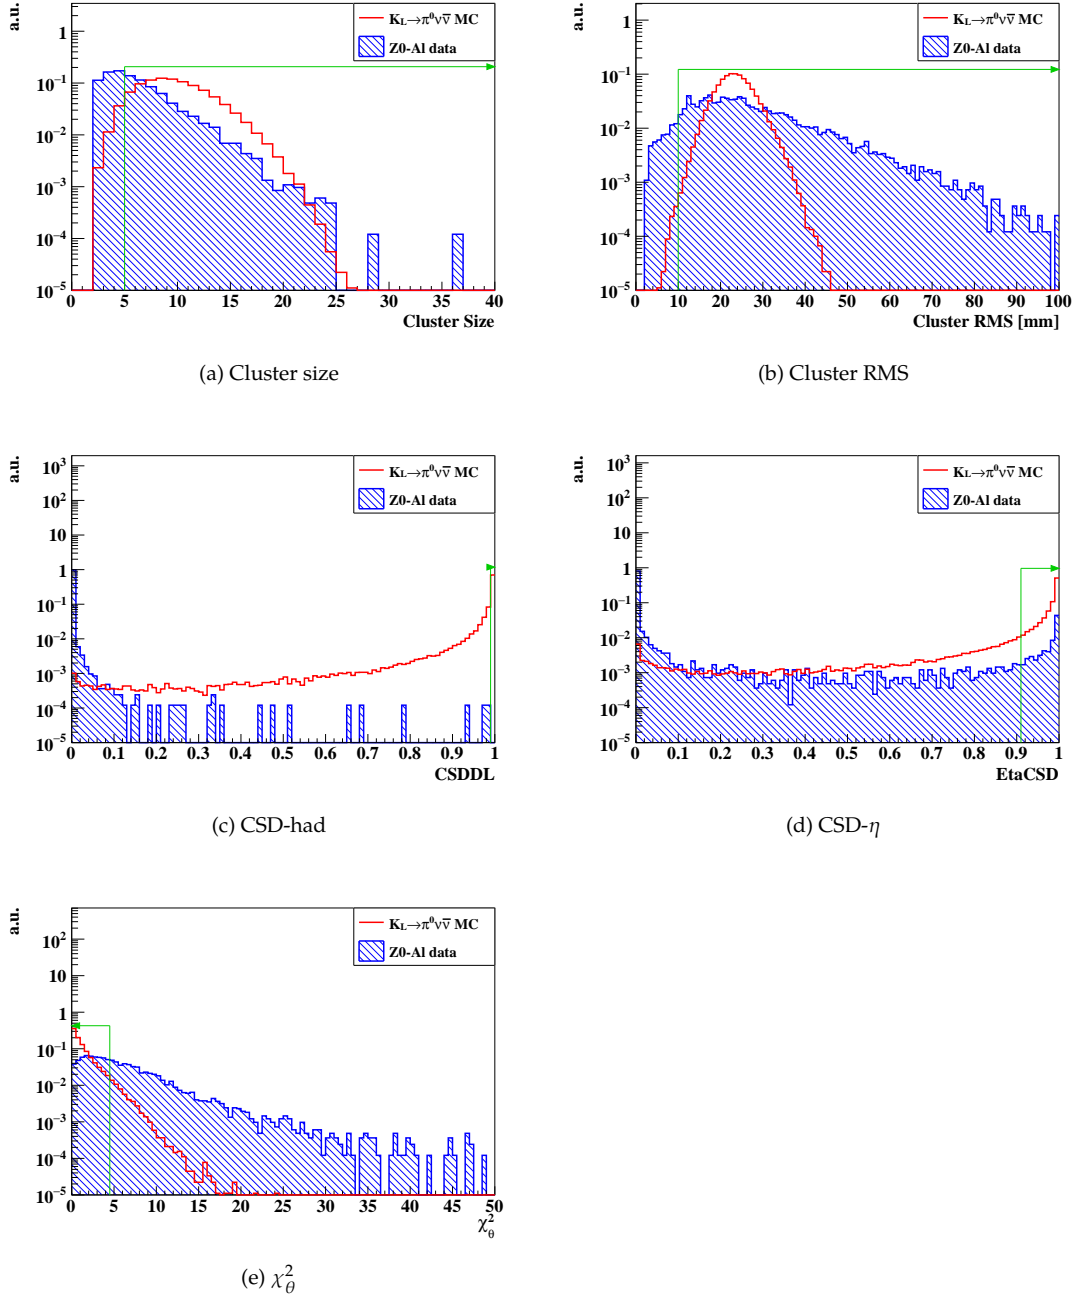 a.u.
1
10⁻¹
10⁻²
10⁻³
10⁻⁴
10⁻⁵
K_L→π⁰νν̅ MC
Z0-Al data
0 5 10 15 20 25 30 35 40
Cluster Size
(a) Cluster size
a.u.
1
10⁻¹
10⁻²
10⁻³
10⁻⁴
10⁻⁵
K_L→π⁰νν̅ MC
Z0-Al data
0 10 20 30 40 50 60 70 80 90 100
Cluster RMS [mm]
(b) Cluster RMS
a.u.
10³
10²
10
1
10⁻¹
10⁻²
10⁻³
10⁻⁴
10⁻⁵
K_L→π⁰νν̅ MC
Z0-Al data
0 0.1 0.2 0.3 0.4 0.5 0.6 0.7 0.8 0.9 1
CSDDL
(c) CSD-had
a.u.
10³
10²
10
1
10⁻¹
10⁻²
10⁻³
10⁻⁴
10⁻⁵
K_L→π⁰νν̅ MC
Z0-Al data
0 0.1 0.2 0.3 0.4 0.5 0.6 0.7 0.8 0.9 1
EtaCSD
(d) CSD-η
a.u.
10²
10
1
10⁻¹
10⁻²
10⁻³
10⁻⁴
10⁻⁵
K_L→π⁰νν̅ MC
Z0-Al data
0 5 10 15 20 25 30 35 40 45 50
χ²_θ
(e) χ²_θ